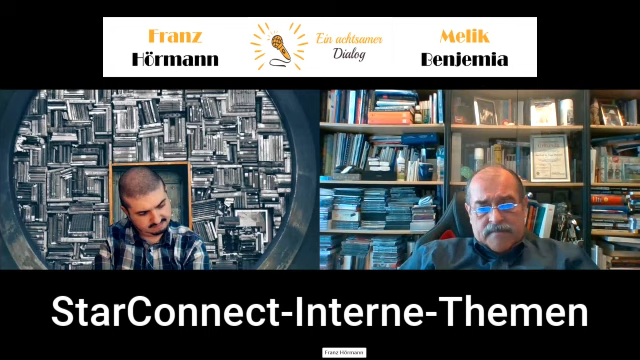 Franz
Hörmann
Ein achtsamer
Dialog
Melik
Benjemia
StarConnect-Interne-Themen
Franz Hörmann